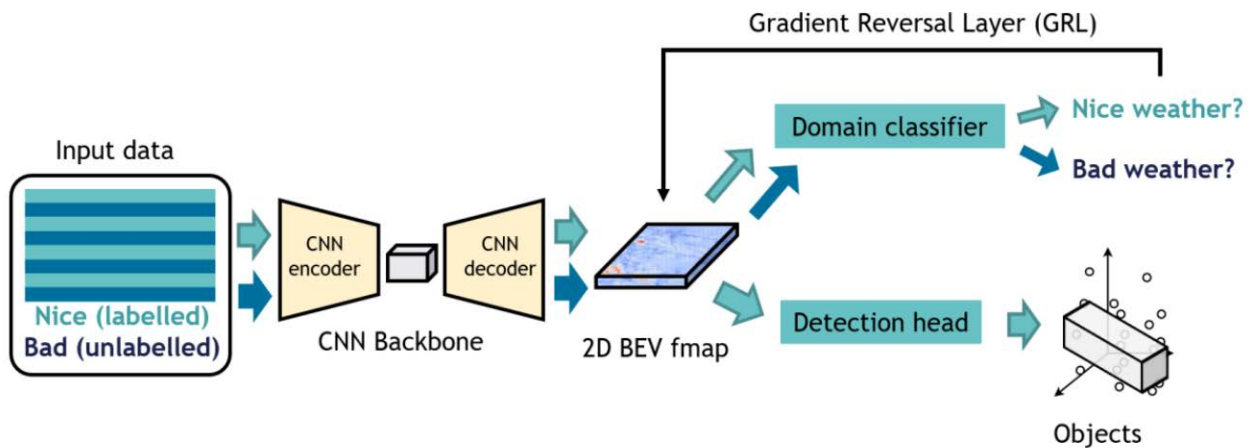 Gradient Reversal Layer (GRL)
Input data
Nice (labelled)
Bad (unlabelled)
CNN
encoder
CNN
decoder
CNN Backbone
2D BEV fmap
Domain classifier
Nice weather?
Bad weather?
Detection head
Objects